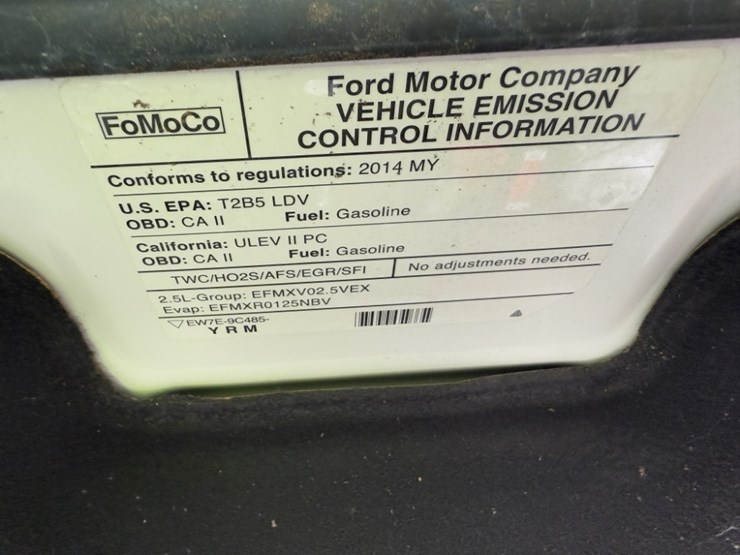 FoMoCo
Ford Motor Company
VEHICLE EMISSION
CONTROL INFORMATION
Conforms to regulations: 2014 MY
U.S. EPA: T2B5 LDV
OBD: CA II Fuel: Gasoline
California: ULEV II PC
OBD: CA II Fuel: Gasoline
TWC/HO2S/AFS/EGR/SFI No adjustments needed.
2.5L-Group: EFMXV02.5VEX
Evap: EFMXR0125NBV
EW7E-9C485-
YRM